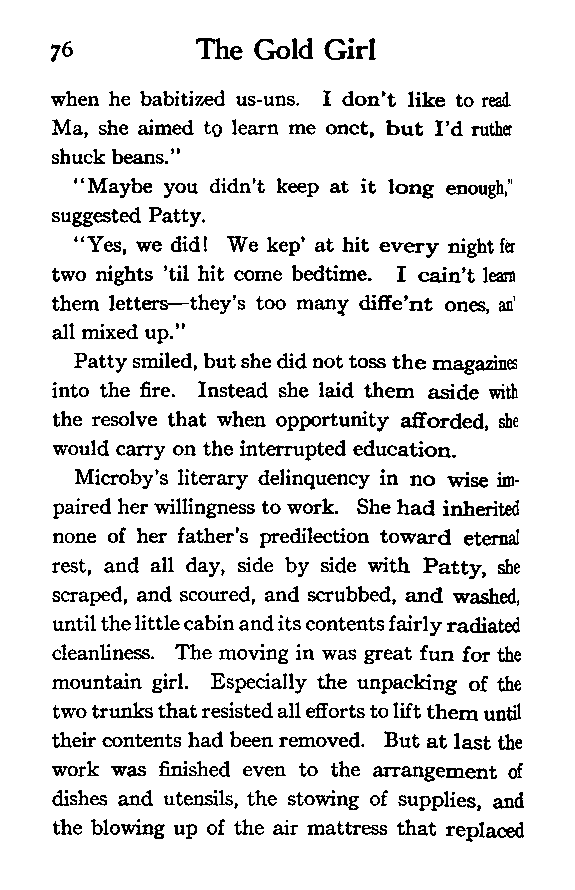 76 The Gold Girl
when he babitized us-uns. I don't like to read.
Ma, she aimed to learn me onct, but I'd ruther
shuck beans."
"Maybe you didn't keep at it long enough,"
suggested Patty.
"Yes, we did! We kep' at hit every night fer
two nights 'til hit come bedtime. I cain't learn
them letters—they's too many diffe'nt ones, an'
all mixed up."
Patty smiled, but she did not toss the magazines
into the fire. Instead she laid them aside with
the resolve that when opportunity afforded, she
would carry on the interrupted education.
Microby's literary delinquency in no wise im-
paired her willingness to work. She had inherited
none of her father's predilection toward eternal
rest, and all day, side by side with Patty, she
scraped, and scoured, and scrubbed, and washed,
until the little cabin and its contents fairly radiated
cleanliness. The moving in was great fun for the
mountain girl. Especially the unpacking of the
two trunks that resisted all efforts to lift them until
their contents had been removed. But at last the
work was finished even to the arrangement of
dishes and utensils, the stowing of supplies, and
the blowing up of the air mattress that replaced